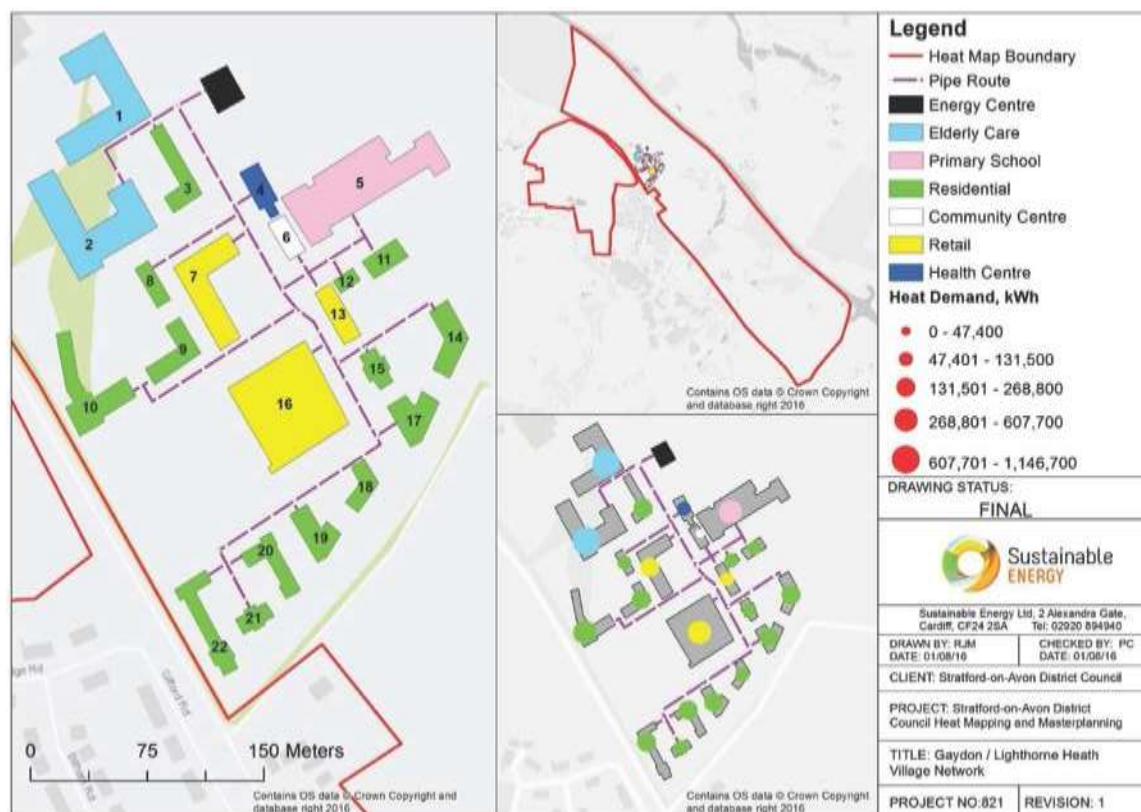 1
2
3
4
5
6
7
8
9
10
11
12
13
14
15
16
17
18
19
20
21
22
Gifford Rd
0 75 150 Meters
Contains OS data © Crown Copyright and
database right 2016
Contains OS data © Crown Copyright
and database right 2016
Contains OS data © Crown Copyright and
database right 2016
Legend
Heat Map Boundary
Pipe Route
Energy Centre
Elderly Care
Primary School
Residential
Community Centre
Retail
Health Centre
Heat Demand, kWh
0 - 47,400
47,401 - 131,500
131,501 - 268,800
268,801 - 607,700
607,701 - 1,146,700
DRAWING STATUS:
FINAL
Sustainable
ENERGY
Sustainable Energy Ltd, 2 Alexandra Gate,
Cardiff, CF24 2SA Tel: 02920 894940
DRAWN BY: RJM
DATE: 01/08/16
CHECKED BY: PC
DATE: 01/08/16
CLIENT: Stratford-on-Avon District Council
PROJECT: Stratford-on-Avon District
Council Heat Mapping and Masterplanning
TITLE: Gaydon / Lighthorne Heath
Village Network
PROJECT NO:821 REVISION: 1